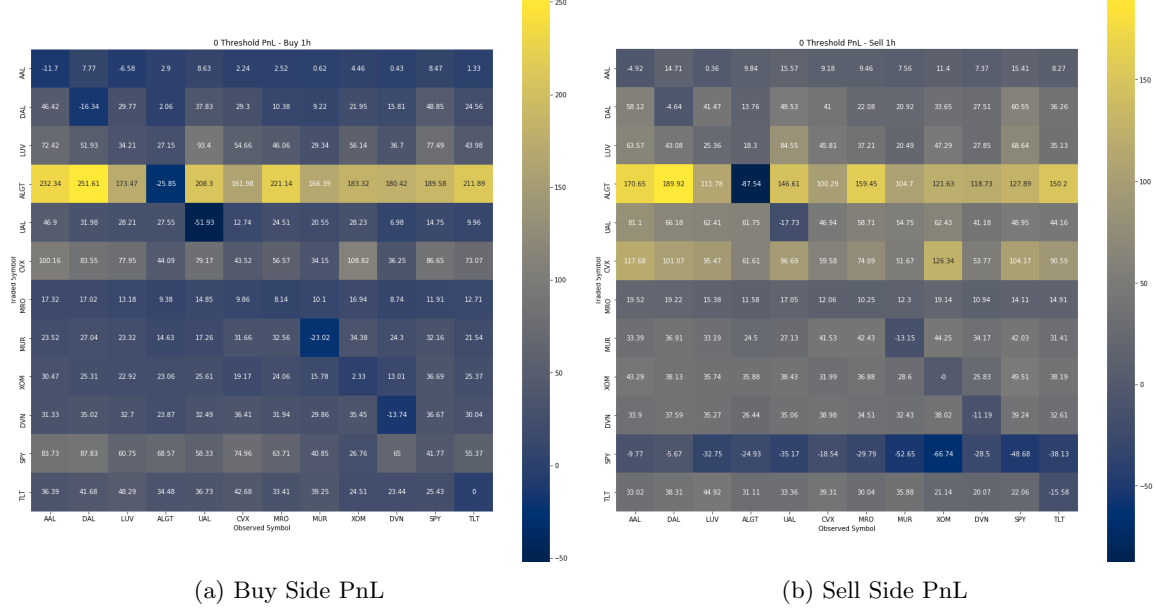 0 Threshold PnL - Buy 1h
AAL -11.7 7.77 -6.58 2.9 8.63 2.24 2.52 0.62 4.46 0.43 8.47 1.33
DAL 46.42 -16.34 29.77 2.06 37.83 29.3 10.38 9.22 21.95 15.81 48.85 24.56
LUV 72.42 51.93 34.21 27.15 93.4 54.66 46.06 29.34 56.14 36.7 77.49 43.98
ALGT 232.34 251.61 173.47 -25.85 208.3 161.98 221.14 166.39 183.32 180.42 189.58 211.89
UAL 46.9 31.98 28.21 27.55 -51.93 12.74 24.51 20.55 28.23 6.98 14.75 9.96
CVX 100.16 83.55 77.95 44.09 79.17 43.52 56.57 34.15 108.82 36.25 86.65 73.07
MRO 17.32 17.02 13.18 9.38 14.85 9.86 8.14 10.1 16.94 8.74 11.91 12.71
MUR 23.52 27.04 23.32 14.63 17.26 31.66 32.56 -23.02 34.38 24.3 32.16 21.54
XOM 30.47 25.31 22.92 23.06 25.61 19.17 24.06 15.78 2.33 13.01 36.69 25.37
DVN 31.33 35.02 32.7 23.87 32.49 36.41 31.94 29.86 35.45 -13.74 36.67 30.04
SPY 83.73 87.83 60.75 68.57 58.33 74.96 63.71 40.85 26.76 65 41.77 55.37
TLT 36.39 41.68 48.29 34.48 36.73 42.68 33.41 39.25 24.51 23.44 25.43 0
AAL DAL LUV ALGT UAL CVX MRO MUR XOM DVN SPY TLT
Observed Symbol
Traded Symbol
250
200
150
100
50
0
−50
(a) Buy Side PnL
0 Threshold PnL - Sell 1h
AAL -4.92 14.71 0.36 9.84 15.57 9.18 9.46 7.56 11.4 7.37 15.41 8.27
DAL 58.12 -4.64 41.47 13.76 49.53 41 22.08 20.92 33.65 27.51 60.55 36.26
LUV 63.57 43.08 25.36 18.3 84.55 45.81 37.21 20.49 47.29 27.85 68.64 35.13
ALGT 170.65 189.92 111.78 -87.54 146.61 100.29 159.45 104.7 121.63 118.73 127.89 150.2
UAL 81.1 66.18 62.41 61.75 -17.73 46.94 58.71 54.75 62.43 41.18 48.95 44.16
CVX 117.68 101.07 95.47 61.61 96.69 59.58 74.09 51.67 126.34 53.77 104.17 90.59
MRO 19.52 19.22 15.38 11.58 17.05 12.06 10.25 12.3 19.14 10.94 14.11 14.91
MUR 33.39 36.91 33.19 24.5 27.13 41.53 42.43 -13.15 44.25 34.17 42.03 31.41
XOM 43.29 38.13 35.74 35.88 38.43 31.99 36.88 28.6 -0 25.83 49.51 38.19
DVN 33.9 37.59 35.27 26.44 35.06 38.98 34.51 32.43 38.02 -11.19 39.24 32.61
SPY -9.77 -5.67 -32.75 -24.93 -35.17 -18.54 -29.79 -52.65 -66.74 -28.5 -48.68 -38.13
TLT 33.02 38.31 44.92 31.11 33.36 39.31 30.04 35.88 21.14 20.07 22.06 -15.58
AAL DAL LUV ALGT UAL CVX MRO MUR XOM DVN SPY TLT
Observed Symbol
Traded Symbol
150
100
50
0
−50
(b) Sell Side PnL